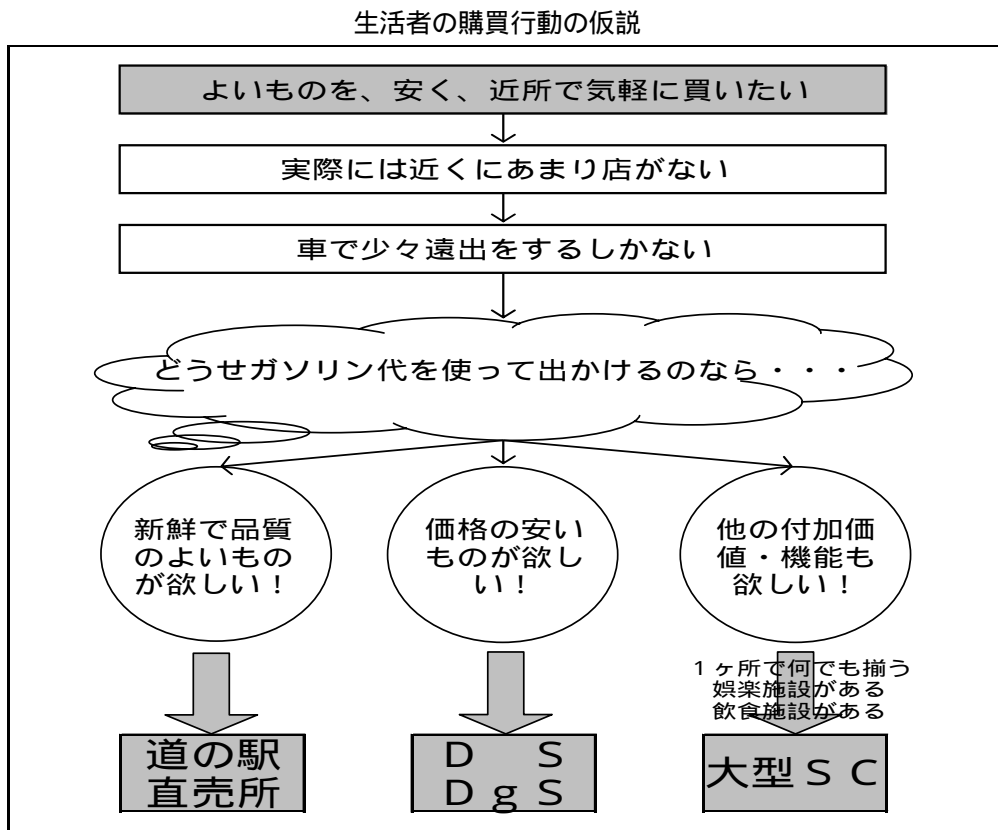 生活者の購買行動の仮説
よいものを、安く、近所で気軽に買いたい
実際には近くにあまり店がない
車で少々遠出をするしかない
どうせガソリン代を使って出かけるのなら・・・
新鮮で品質
のよいもの
が欲しい！
価格の安い
ものが欲し
い！
他の付加価
値・機能も
欲しい！
１ヶ所で何でも揃う
娯楽施設がある
飲食施設がある
道の駅
直売所
Ｄ　Ｓ
ＤｇＳ
大型ＳＣ